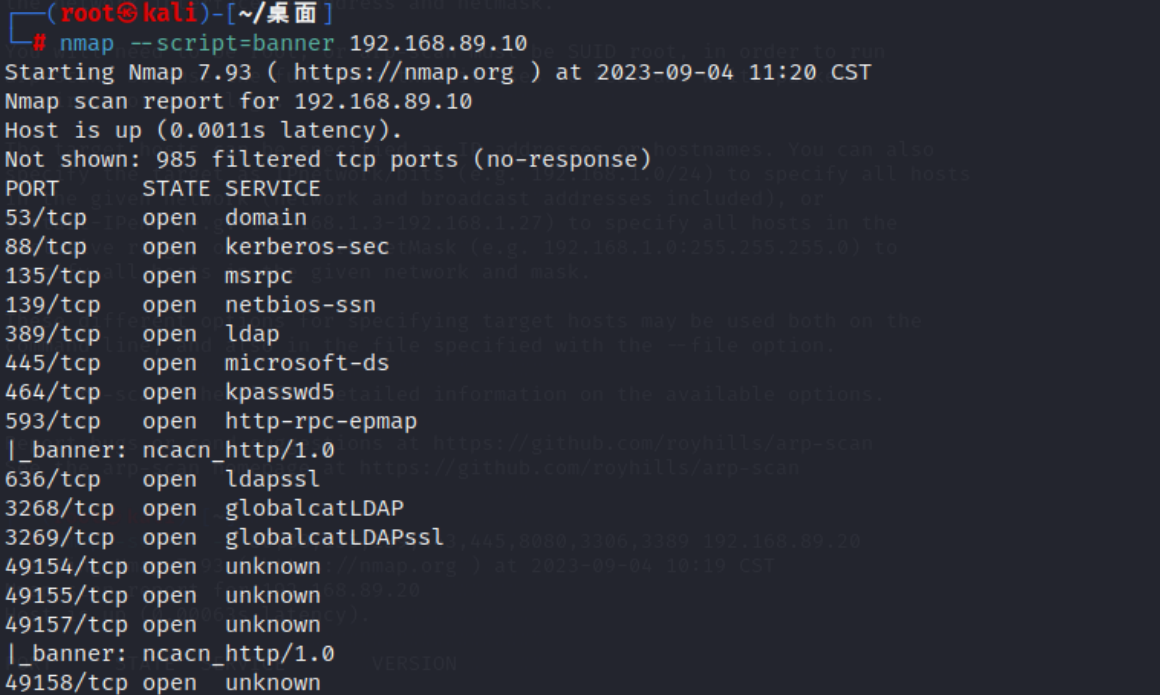 ┌──(root㉿kali)-[~/桌面]
└─# nmap --script=banner 192.168.89.10
Starting Nmap 7.93 ( https://nmap.org ) at 2023-09-04 11:20 CST
Nmap scan report for 192.168.89.10
Host is up (0.0011s latency).
Not shown: 985 filtered tcp ports (no-response)
PORT      STATE SERVICE
53/tcp    open  domain
88/tcp    open  kerberos-sec
135/tcp   open  msrpc
139/tcp   open  netbios-ssn
389/tcp   open  ldap
445/tcp   open  microsoft-ds
464/tcp   open  kpasswd5
593/tcp   open  http-rpc-epmap
|_banner: ncacn_http/1.0
636/tcp   open  ldapssl
3268/tcp  open  globalcatLDAP
3269/tcp  open  globalcatLDAPssl
49154/tcp open  unknown
49155/tcp open  unknown
49157/tcp open  unknown
|_banner: ncacn_http/1.0
49158/tcp open  unknown